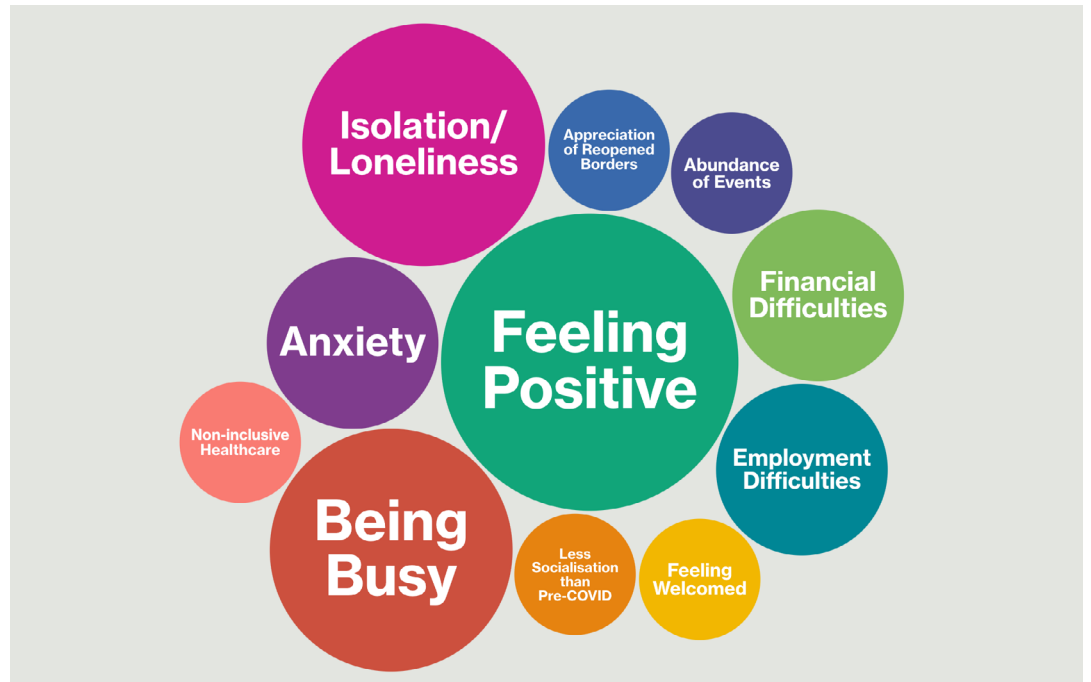 Isolation/
Loneliness
Appreciation
of Reopened
Borders
Abundance
of Events
Financial
Difficulties
Anxiety
Feeling
Positive
Non-inclusive
Healthcare
Employment
Difficulties
Being
Busy
Less
Socialisation
than
Pre-COVID
Feeling
Welcomed